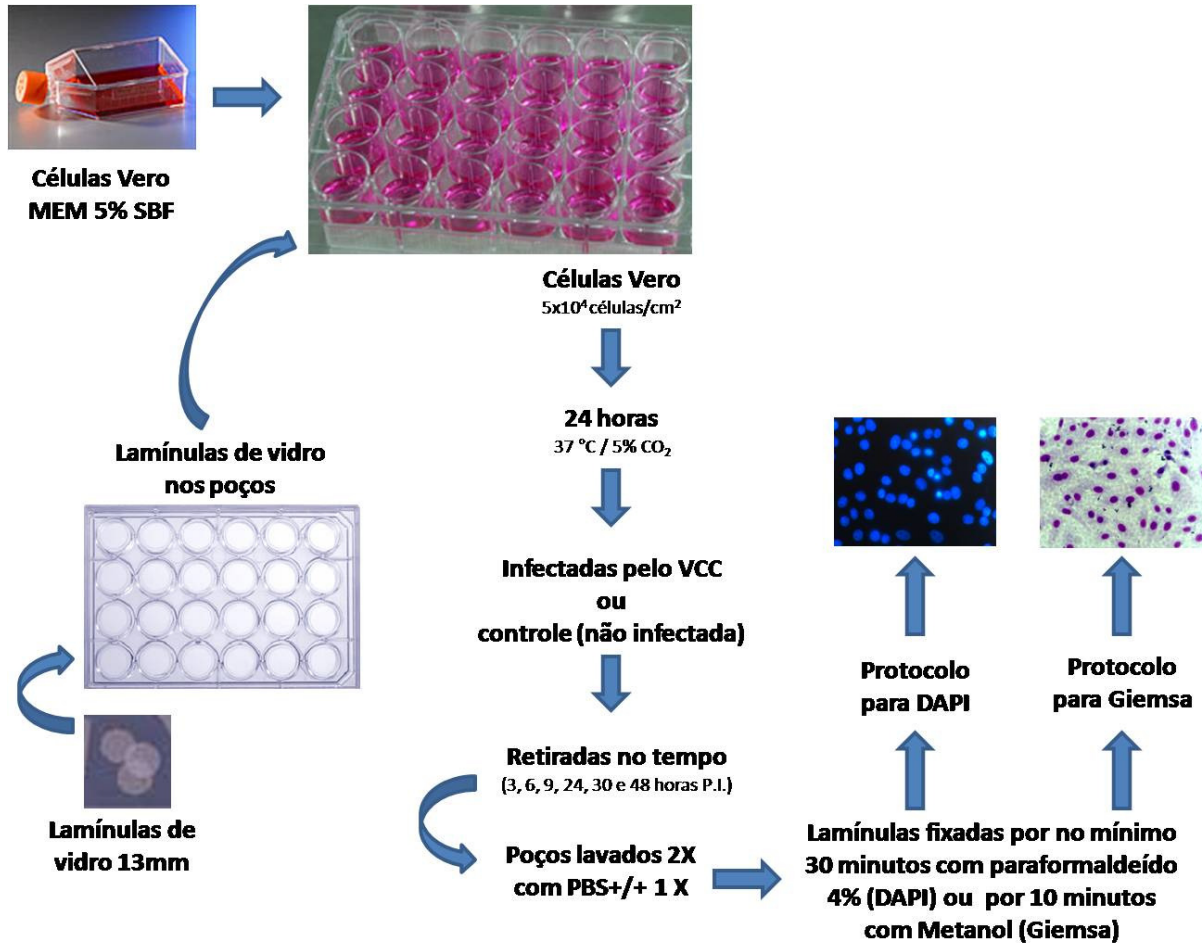 Células Vero
MEM 5% SBF
Células Vero
5x10⁴ células/cm²
24 horas
37 °C / 5% CO₂
Lamínulas de vidro
nos poços
Infectadas pelo VCC
ou
controle (não infectada)
Lamínulas de
vidro 13mm
Retiradas no tempo
(3, 6, 9, 24, 30 e 48 horas P.I.)
Poços lavados 2X
com PBS+/+ 1 X
Lamínulas fixadas por no mínimo
30 minutos com paraformaldeído
4% (DAPI) ou por 10 minutos
com Metanol (Giemsa)
Protocolo
para DAPI
Protocolo
para Giemsa